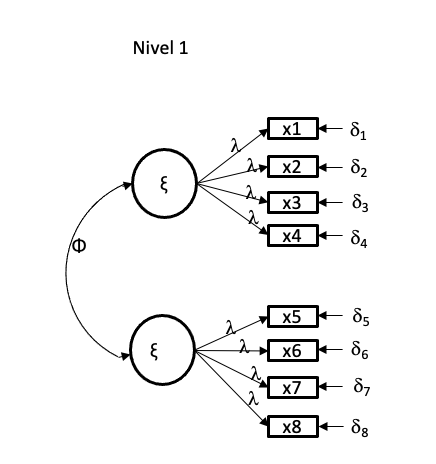 Nivel 1
λ x1 δ1
λ x2 δ2
ξ λ x3 δ3
λ x4 δ4
Φ
λ x5 δ5
ξ λ x6 δ6
λ x7 δ7
λ x8 δ8